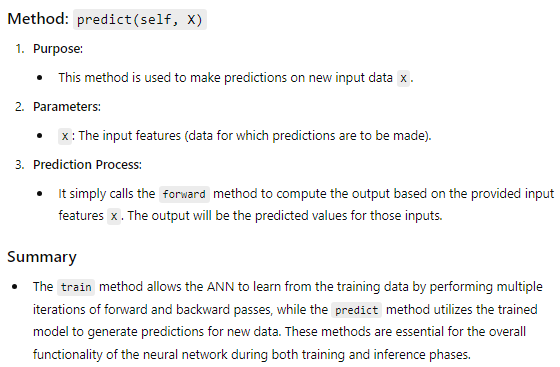 Method: predict(self, X)
1. Purpose:
• This method is used to make predictions on new input data X.
2. Parameters:
• X: The input features (data for which predictions are to be made).
3. Prediction Process:
• It simply calls the forward method to compute the output based on the provided input
features X. The output will be the predicted values for those inputs.
Summary
• The train method allows the ANN to learn from the training data by performing multiple
iterations of forward and backward passes, while the predict method utilizes the trained
model to generate predictions for new data. These methods are essential for the overall
functionality of the neural network during both training and inference phases.